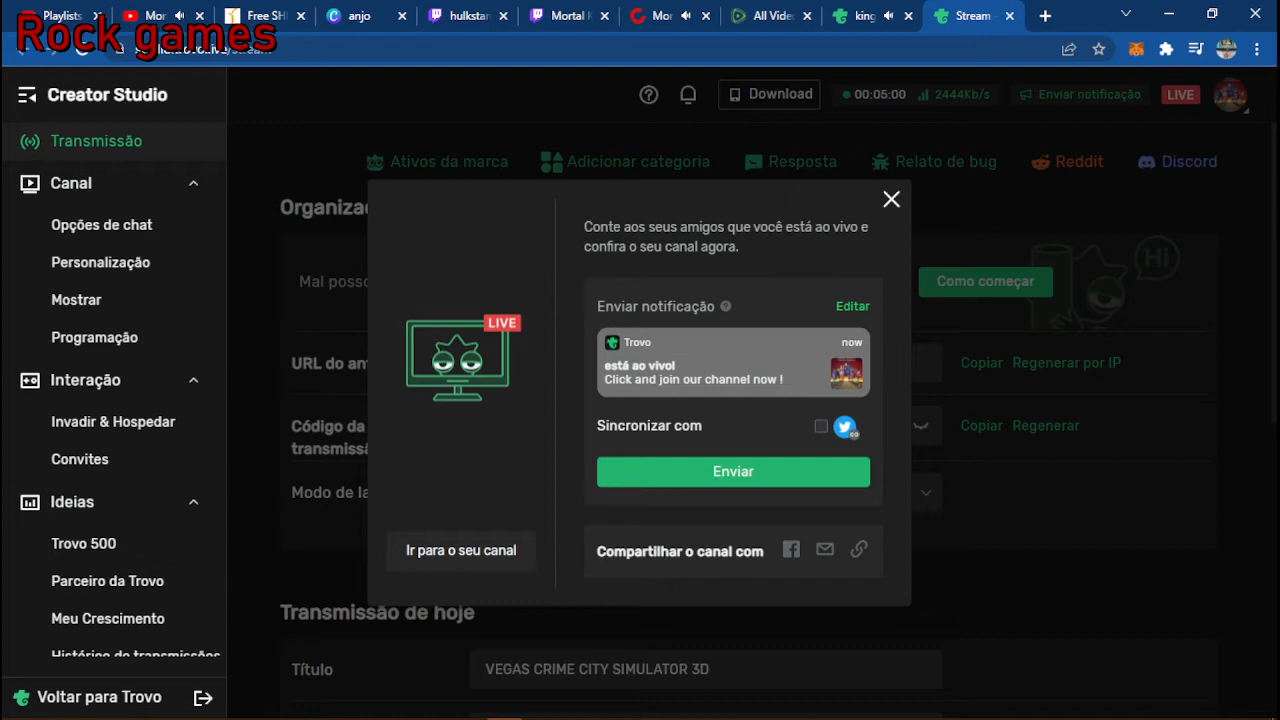 Playlists
Mor
Free SH
anjo
hulkstar
Mortal K
Mor
All Vide
king
Stream
Rock games
/stream
Creator Studio
Download
00:05:00
2444Kb/s
Enviar notificação
LIVE
Transmissão
Ativos da marca
Adicionar categoria
Resposta
Relato de bug
Reddit
Discord
Canal
Opções de chat
Personalização
Mostrar
Programação
Interação
Invadir & Hospedar
Convites
Ideias
Trovo 500
Parceiro da Trovo
Meu Crescimento
Histórico de transmissões
Voltar para Trovo
Organizaç
Mal posso
Hi
Como começar
URL do
Copiar Regenerar por IP
Código da
transmissã
Copiar Regenerar
Modo de la
LIVE
Ir para o seu canal
Conte aos seus amigos que você está ao vivo e
confira o seu canal agora.
Enviar notificação
Editar
Trovo
now
está ao vivo!
Click and join our channel now !
Sincronizar com
Enviar
Compartilhar o canal com
Transmissão de hoje
Título
VEGAS CRIME CITY SIMULATOR 3D